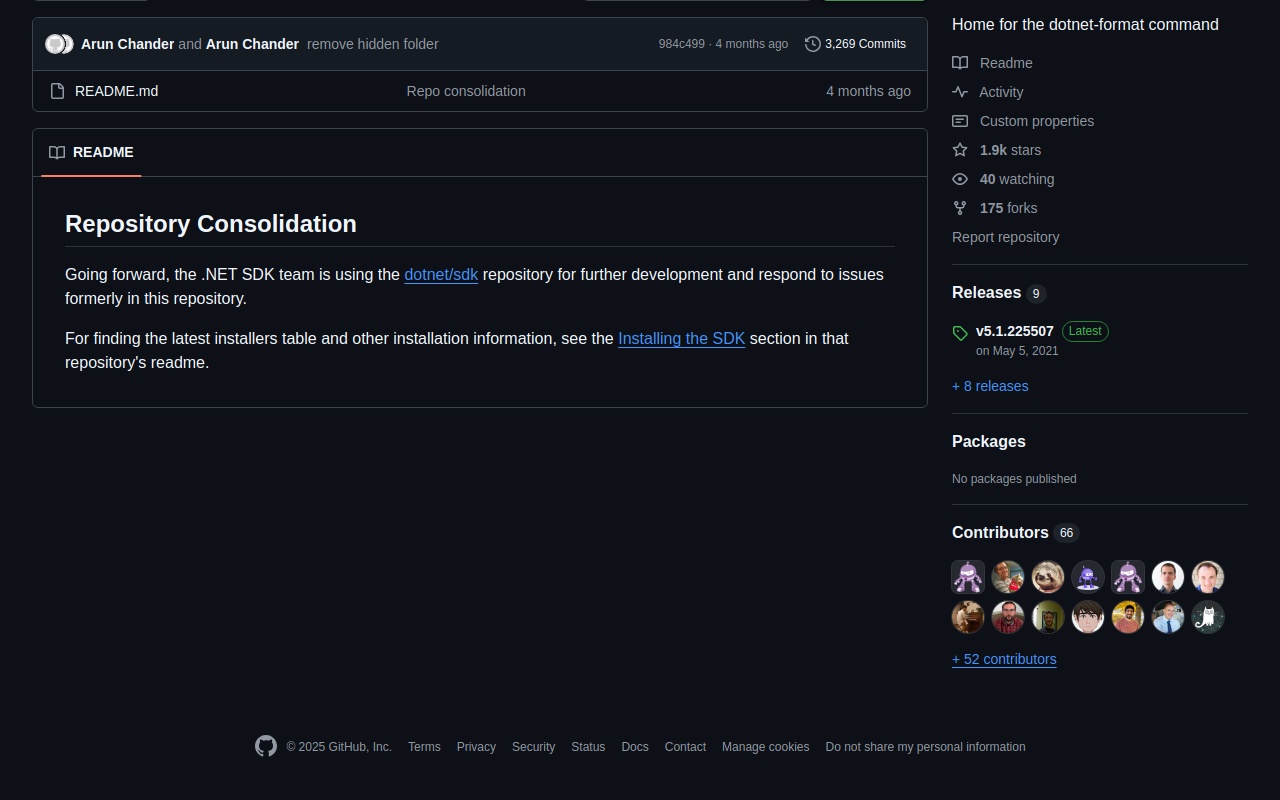 Arun Chander and Arun Chander remove hidden folder 984c499 · 4 months ago 3,269 Commits
README.md Repo consolidation 4 months ago
README
Repository Consolidation
Going forward, the .NET SDK team is using the dotnet/sdk repository for further development and respond to issues
formerly in this repository.
For finding the latest installers table and other installation information, see the Installing the SDK section in that
repository's readme.
Home for the dotnet-format command
Readme
Activity
Custom properties
1.9k stars
40 watching
175 forks
Report repository
Releases 9
v5.1.225507 Latest
on May 5, 2021
+ 8 releases
Packages
No packages published
Contributors 66
+ 52 contributors
© 2025 GitHub, Inc. Terms Privacy Security Status Docs Contact Manage cookies Do not share my personal information